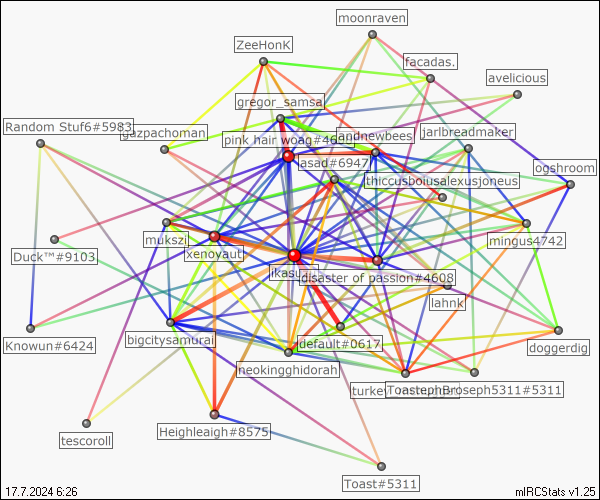 moonraven
ZeeHonK
facadas.
avelicious
gregor_samsa
Random Stuf6#5983
gazpachoman
pink hair woag #46
andnewbees
jarlbreadmaker
asad#6947
ogshroom
thiccusboiusalexusjoneus
mukszi
mingus4742
xenoyaut
Duck™#9103
ikasu
disaster of passion#4608
lahnk
Knowun#6424
bigcitysamurai
default#0617
doggerdig
neokingghidorah
turkey
ToastephBroseph5311#5311
tescoroll
Heighleaigh#8575
Toast#5311
17.7.2024 6:26
mIRCStats v1.25